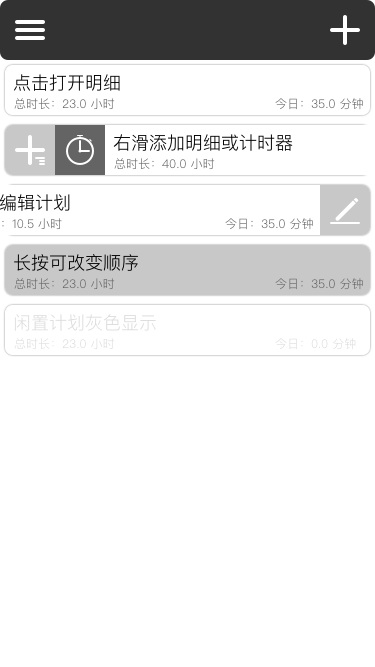 点击打开明细
总时长：23.0 小时 今日：35.0 分钟
右滑添加明细或计时器
总时长：40.0 小时
编辑计划
：10.5 小时 今日：35.0 分钟
长按可改变顺序
总时长：23.0 小时 今日：35.0 分钟
闲置计划灰色显示
总时长：23.0 小时 今日：0.0 分钟